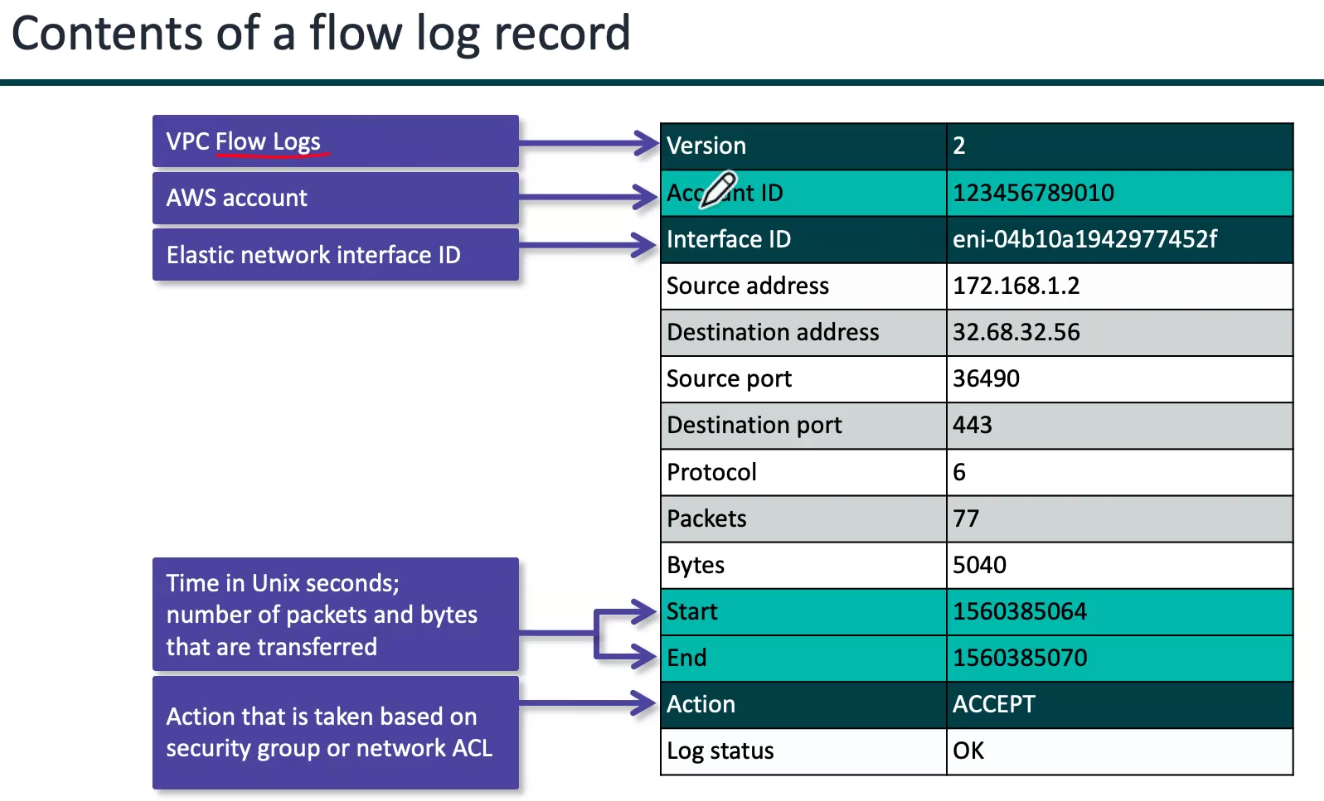 Contents of a flow log record
VPC Flow Logs
AWS account
Elastic network interface ID
Time in Unix seconds;
number of packets and bytes
that are transferred
Action that is taken based on
security group or network ACL
Version 2
Account ID 123456789010
Interface ID eni-04b10a1942977452f
Source address 172.168.1.2
Destination address 32.68.32.56
Source port 36490
Destination port 443
Protocol 6
Packets 77
Bytes 5040
Start 1560385064
End 1560385070
Action ACCEPT
Log status OK